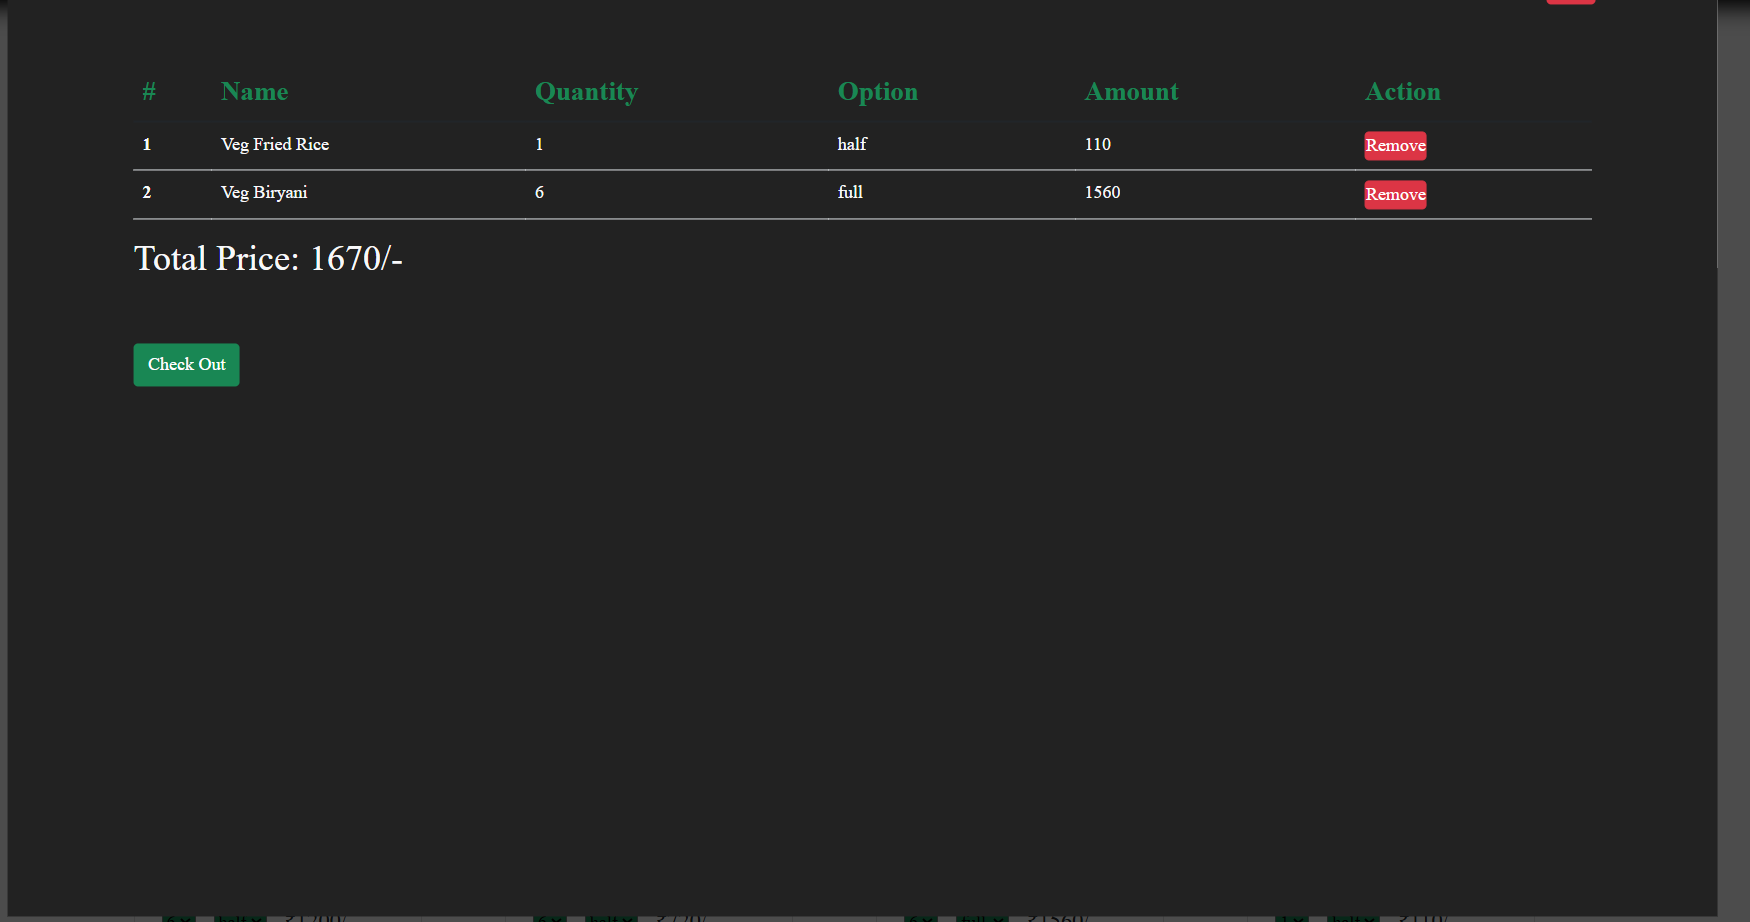 # Name Quantity Option Amount Action
1 Veg Fried Rice 1 half 110 Remove
2 Veg Biryani 6 full 1560 Remove
Total Price: 1670/-
Check Out